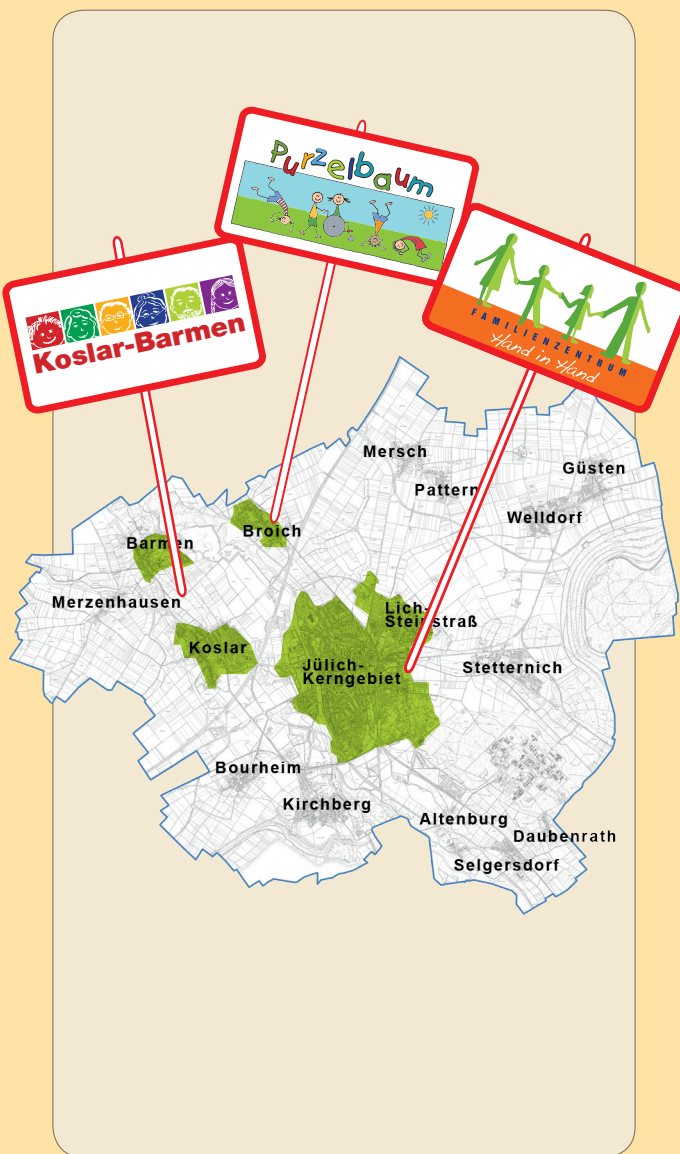 Purzelbaum
Koslar-Barmen
FAMILIENZENTRUM
Hand in Hand
Mersch
Güsten
Pattern
Welldorf
Broich
Barmen
Merzenhausen
Lich-
Steinstraß
Koslar
Jülich-
Kerngebiet
Stetternich
Bourheim
Kirchberg
Altenburg
Daubenrath
Selgersdorf